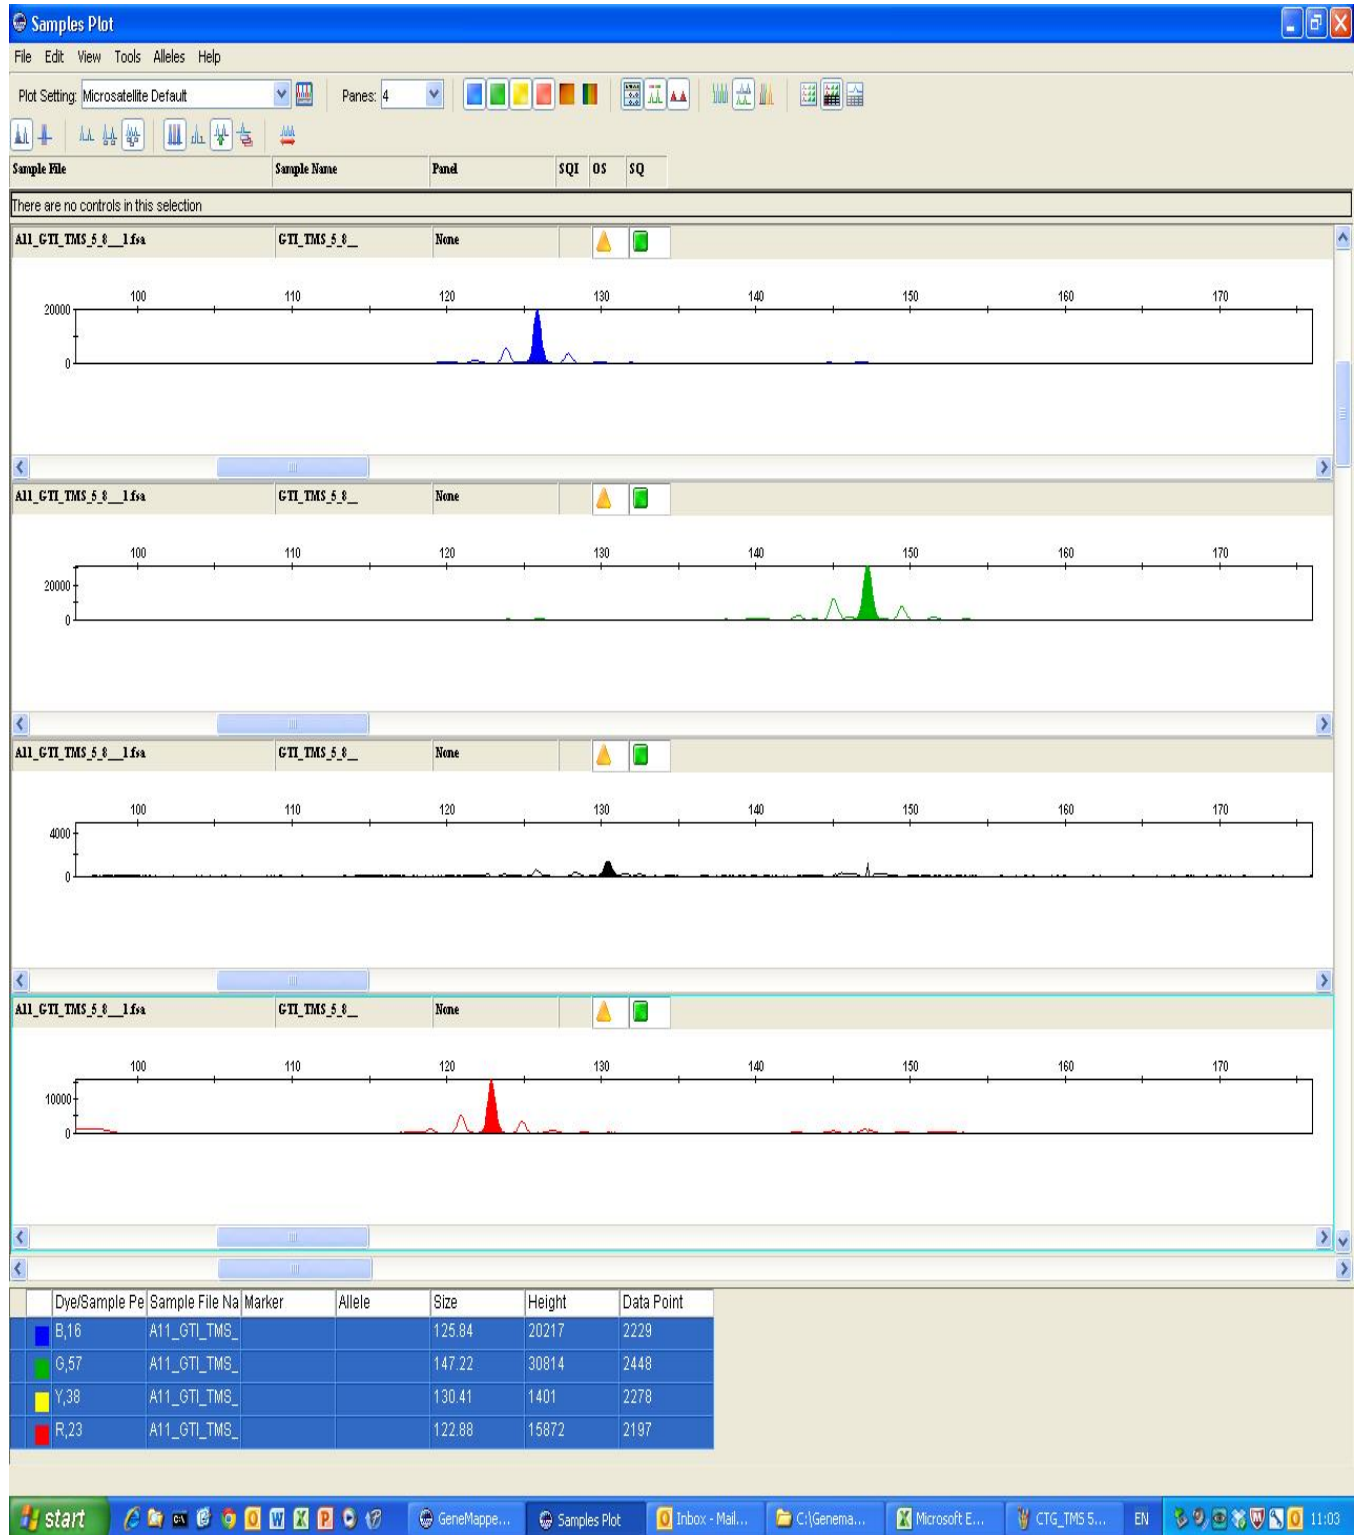 Samples Plot
File Edit View Tools Alleles Help
Plot Setting: Microsatellite Default Panes: 4
Sample File Sample Name Panel SQI OS SQ
There are no controls in this selection
A11_GTI_TMS_5_8__1.fsa GTI_TMS_5_8__ None
100 110 120 130 140 150 160 170
20000
0
A11_GTI_TMS_5_8__1.fsa GTI_TMS_5_8__ None
100 110 120 130 140 150 160 170
20000
0
A11_GTI_TMS_5_8__1.fsa GTI_TMS_5_8__ None
100 110 120 130 140 150 160 170
4000
0
A11_GTI_TMS_5_8__1.fsa GTI_TMS_5_8__ None
100 110 120 130 140 150 160 170
10000
0
Dye/Sample Pe Sample File Na Marker Allele Size Height Data Point
B,16 A11_GTI_TMS_ 125.84 20217 2229
G,57 A11_GTI_TMS_ 147.22 30814 2448
Y,38 A11_GTI_TMS_ 130.41 1401 2278
R,23 A11_GTI_TMS_ 122.88 15872 2197
start GeneMappe... Samples Plot Inbox - Mail... C:\Genema... Microsoft E... CTG_TMS 5... EN 11:03